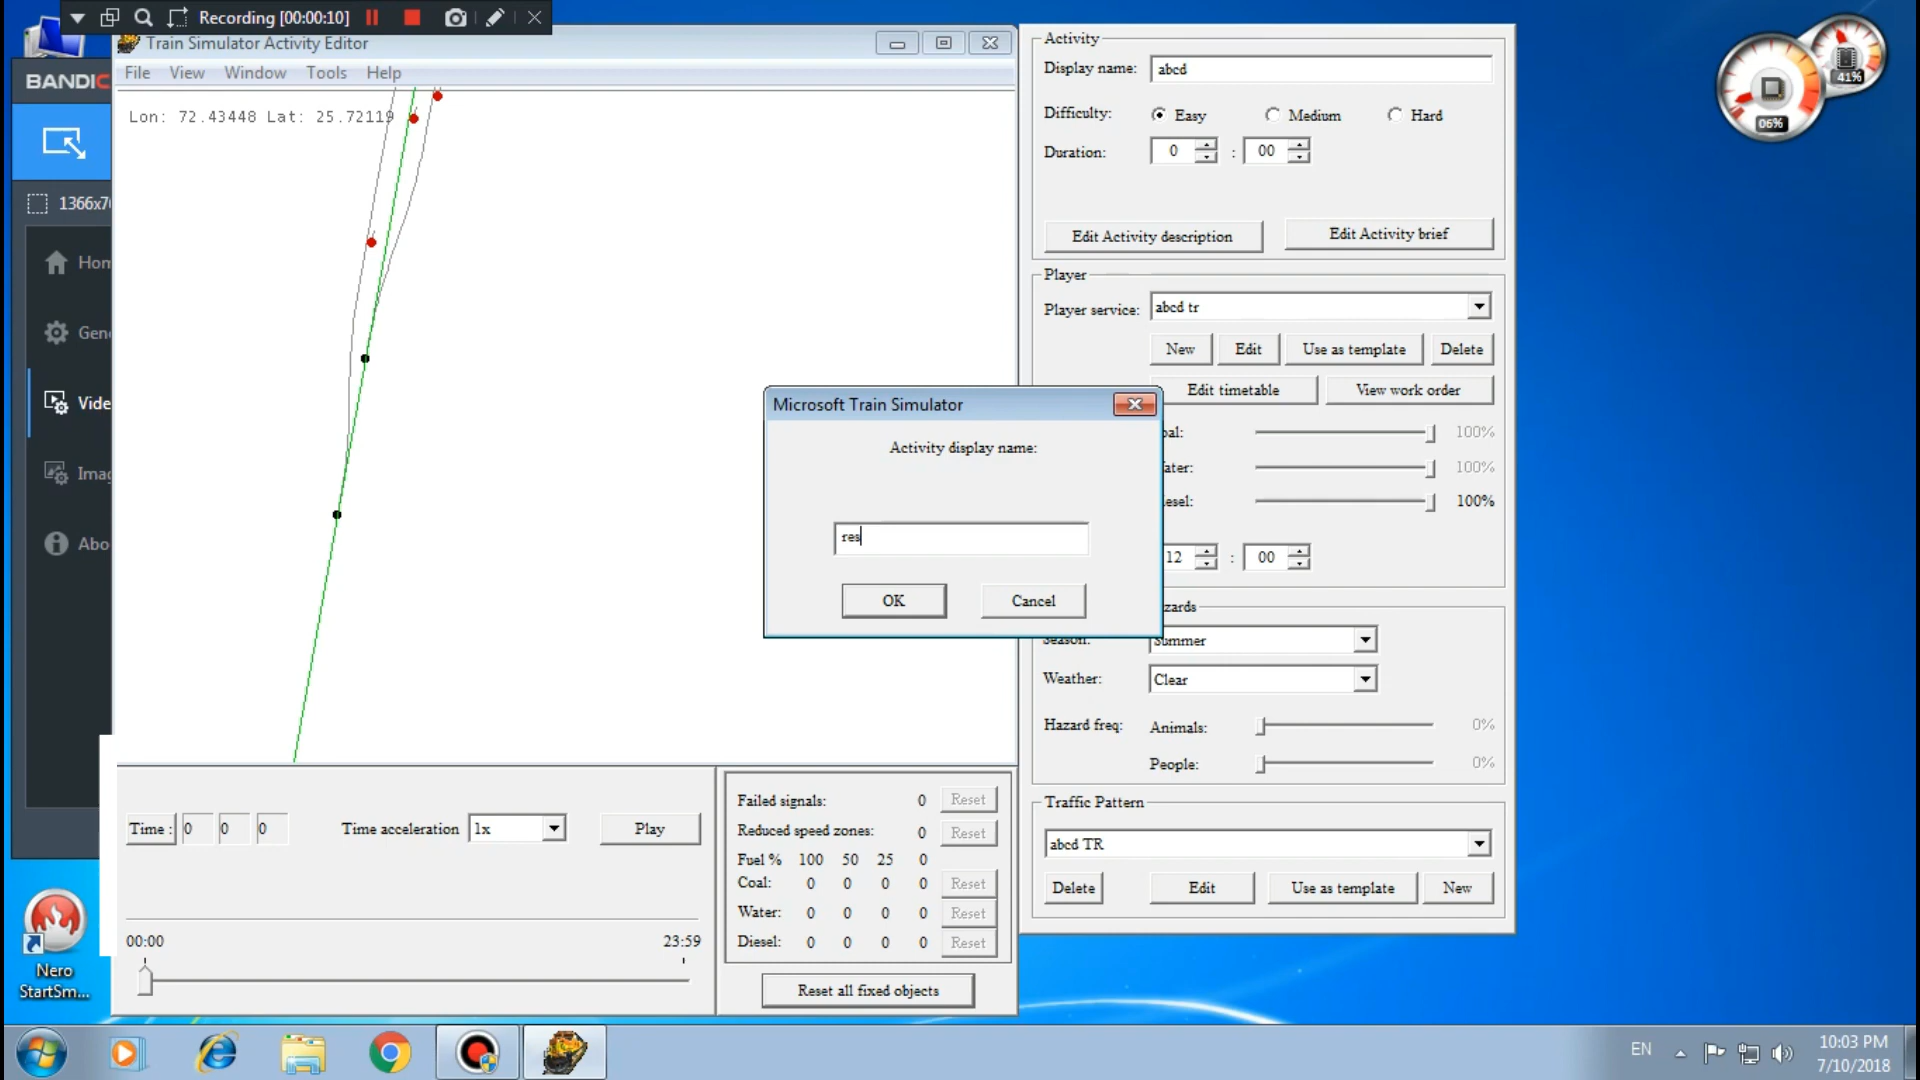 Recording [00:00:10]
Train Simulator Activity Editor
BANDIC
File View Window Tools Help
Lon: 72.43448 Lat: 25.72119
1366x7
Hom
Gene
Vide
Imag
Abo
Activity
Display name: abcd
Difficulty: Easy Medium Hard
Duration: 0 : 00
Edit Activity description Edit Activity brief
Player
Player service: abcd tr
New Edit Use as template Delete
Edit timetable View work order
oal: 100%
ater: 100%
esel: 100%
12 : 00
Microsoft Train Simulator
Activity display name:
res
OK Cancel
zards
Season: Summer
Weather: Clear
Hazard freq: Animals: 0%
People: 0%
Traffic Pattern
abcd TR
Delete Edit Use as template New
Time : 0 0 0 Time acceleration 1x Play
00:00 23:59
Failed signals: 0 Reset
Reduced speed zones: 0 Reset
Fuel % 100 50 25 0
Coal: 0 0 0 0 Reset
Water: 0 0 0 0 Reset
Diesel: 0 0 0 0 Reset
Reset all fixed objects
41%
06%
Nero
StartSm...
EN
10:03 PM
7/10/2018